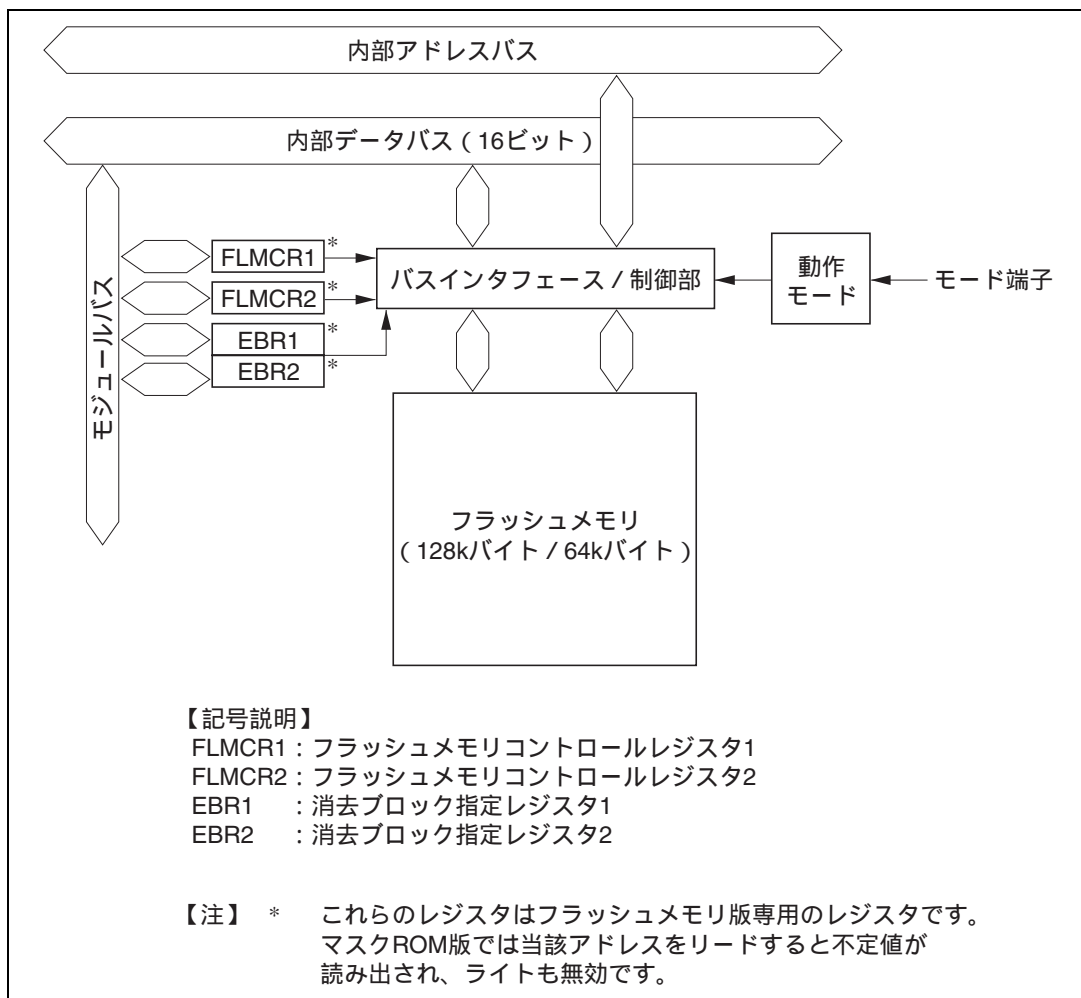 内部アドレスバス
内部データバス（16ビット）
モジュールバス
FLMCR1 *
FLMCR2 *
EBR1 *
EBR2 *
バスインタフェース / 制御部
動作
モード
モード端子
フラッシュメモリ
（128kバイト / 64kバイト）
【記号説明】
FLMCR1：フラッシュメモリコントロールレジスタ1
FLMCR2：フラッシュメモリコントロールレジスタ2
EBR1　：消去ブロック指定レジスタ1
EBR2　：消去ブロック指定レジスタ2
【注】 * これらのレジスタはフラッシュメモリ版専用のレジスタです。
マスクROM版では当該アドレスをリードすると不定値が
読み出され、ライトも無効です。